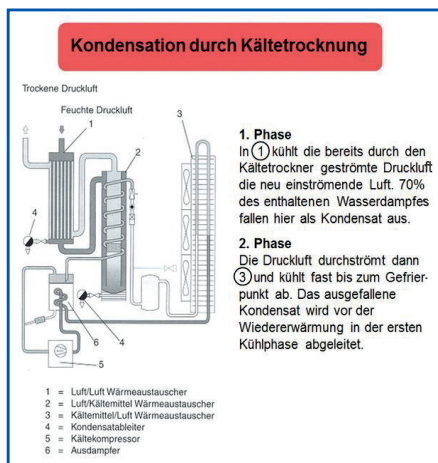 Kondensation durch Kältetrocknung
Trockene Druckluft
Feuchte Druckluft
1
2
3
4
4
6
5
1. Phase
In 1 kühlt die bereits durch den
Kältetrockner geströmte Druckluft
die neu einströmende Luft. 70%
des enthaltenen Wasserdampfes
fallen hier als Kondensat aus.
2. Phase
Die Druckluft durchströmt dann
3 und kühlt fast bis zum Gefrier-
punkt ab. Das ausgefallene
Kondensat wird vor der
Wiedererwärmung in der ersten
Kühlphase abgeleitet.
1 = Luft/Luft Wärmeaustauscher
2 = Luft/Kältemittel Wärmeaustauscher
3 = Kältemittel/Luft Wärmeaustauscher
4 = Kondensatableiter
5 = Kältekompressor
6 = Ausdampfer